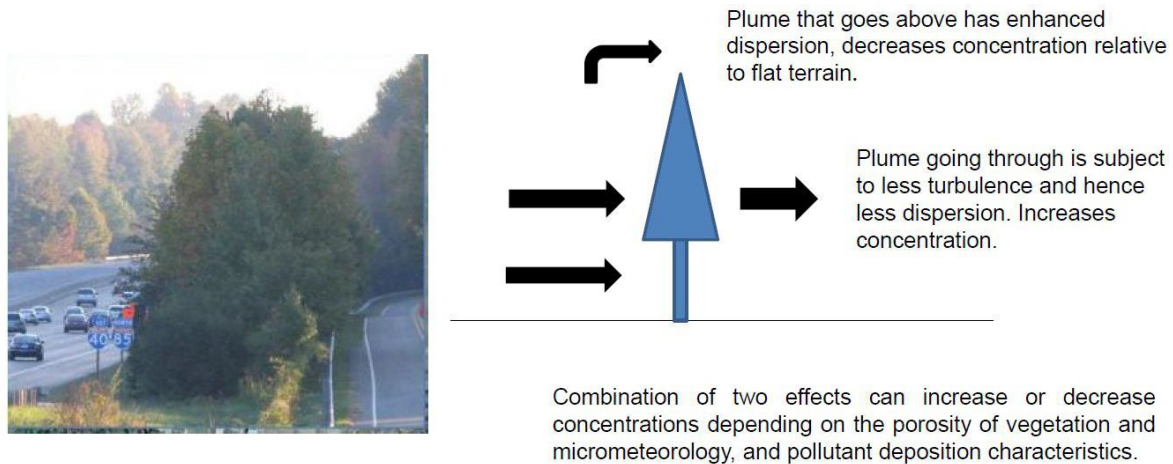 Plume that goes above has enhanced
dispersion, decreases concentration relative
to flat terrain.
Plume going through is subject
to less turbulence and hence
less dispersion. Increases
concentration.
EAST
NORTH
40
85
Combination of two effects can increase or decrease
concentrations depending on the porosity of vegetation and
micrometeorology, and pollutant deposition characteristics.